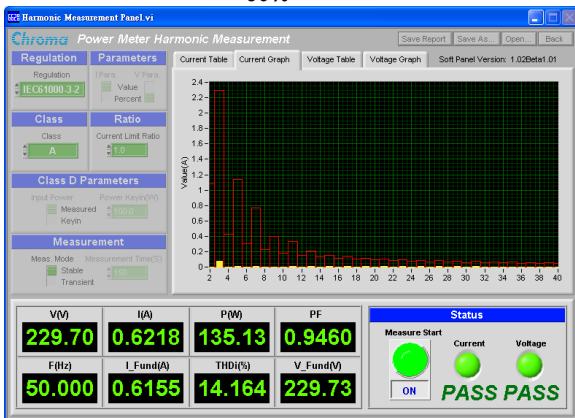 Harmonic Measurement Panel.vi
Chroma Power Meter Harmonic Measurement
Save Report Save As... Open... Back
Regulation Parameters
Regulation I Para. V Para.
IEC61000-3-2 Value
Percent
Class Ratio
Class Current Limit Ratio
A 1.0
Class D Parameters
Input Power Power Keyin(W)
Measured 100.0
Keyin
Measurement
Meas. Mode Measurement Time(S)
Stable 150
Transient
Current Table Current Graph Voltage Table Voltage Graph Soft Panel Version: 1.02Beta1.01
Value(A)
2.4
2.2
2
1.8
1.6
1.4
1.2
1
0.8
0.6
0.4
0.2
0
2 4 6 8 10 12 14 16 18 20 22 24 26 28 30 32 34 36 38 40
V(V) I(A) P(W) PF
229.70 0.6218 135.13 0.9460
F(Hz) I_Fund(A) THDi(%) V_Fund(V)
50.000 0.6155 14.164 229.73
Status
Measure Start Current Voltage
ON PASS PASS